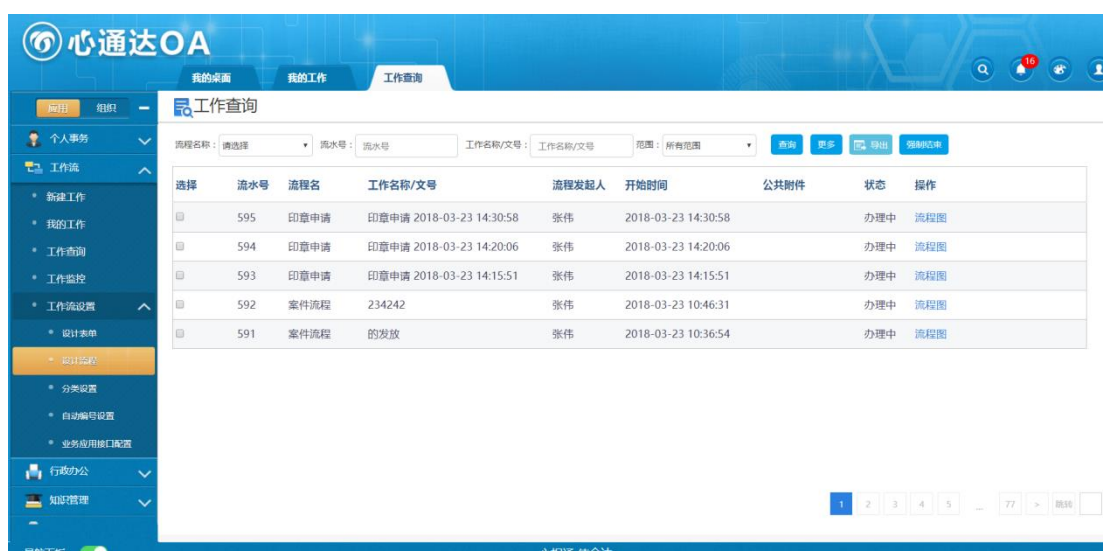 心通达OA
我的桌面 我的工作 工作查询
16
应用 组织
工作查询
个人事务
流程名称：请选择 流水号：流水号 工作名称/文号：工作名称/文号 范围：所有范围 查询 更多 导出 强制结束
工作流
选择 流水号 流程名 工作名称/文号 流程发起人 开始时间 公共附件 状态 操作
新建工作
595 印章申请 印章申请 2018-03-23 14:30:58 张伟 2018-03-23 14:30:58 办理中 流程图
我的工作
594 印章申请 印章申请 2018-03-23 14:20:06 张伟 2018-03-23 14:20:06 办理中 流程图
工作查询
593 印章申请 印章申请 2018-03-23 14:15:51 张伟 2018-03-23 14:15:51 办理中 流程图
工作监控
592 案件流程 234242 张伟 2018-03-23 10:46:31 办理中 流程图
工作流设置
591 案件流程 的发放 张伟 2018-03-23 10:36:54 办理中 流程图
设计表单
设计流程
分类设置
自动编号设置
业务应用接口配置
行政办公
知识管理
1 2 3 4 5 ... 77 > 跳转